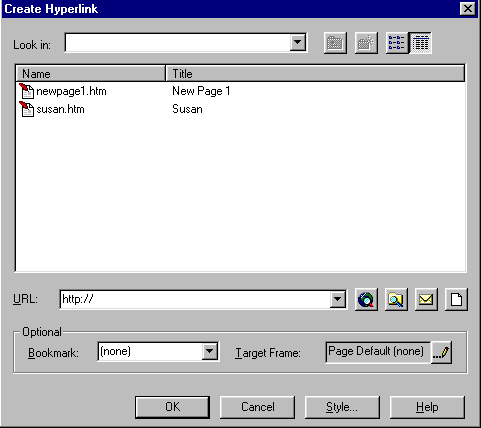 Create Hyperlink
Look in:
Name Title
newpage1.htm New Page 1
susan.htm Susan
URL: http://
Optional
Bookmark: (none) Target Frame: Page Default (none) ...
OK Cancel Style... Help